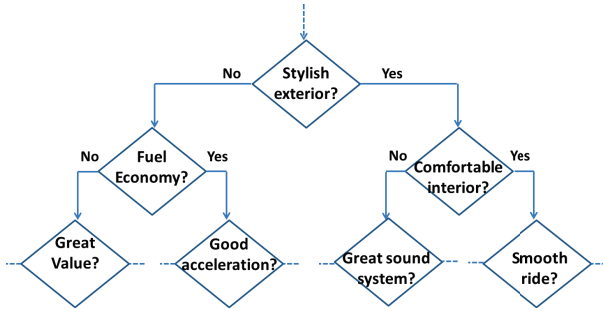 No
Stylish
exterior?
Yes
No
Fuel
Economy?
Yes
No
Comfortable
interior?
Yes
Great
Value?
Good
acceleration?
Great sound
system?
Smooth
ride?